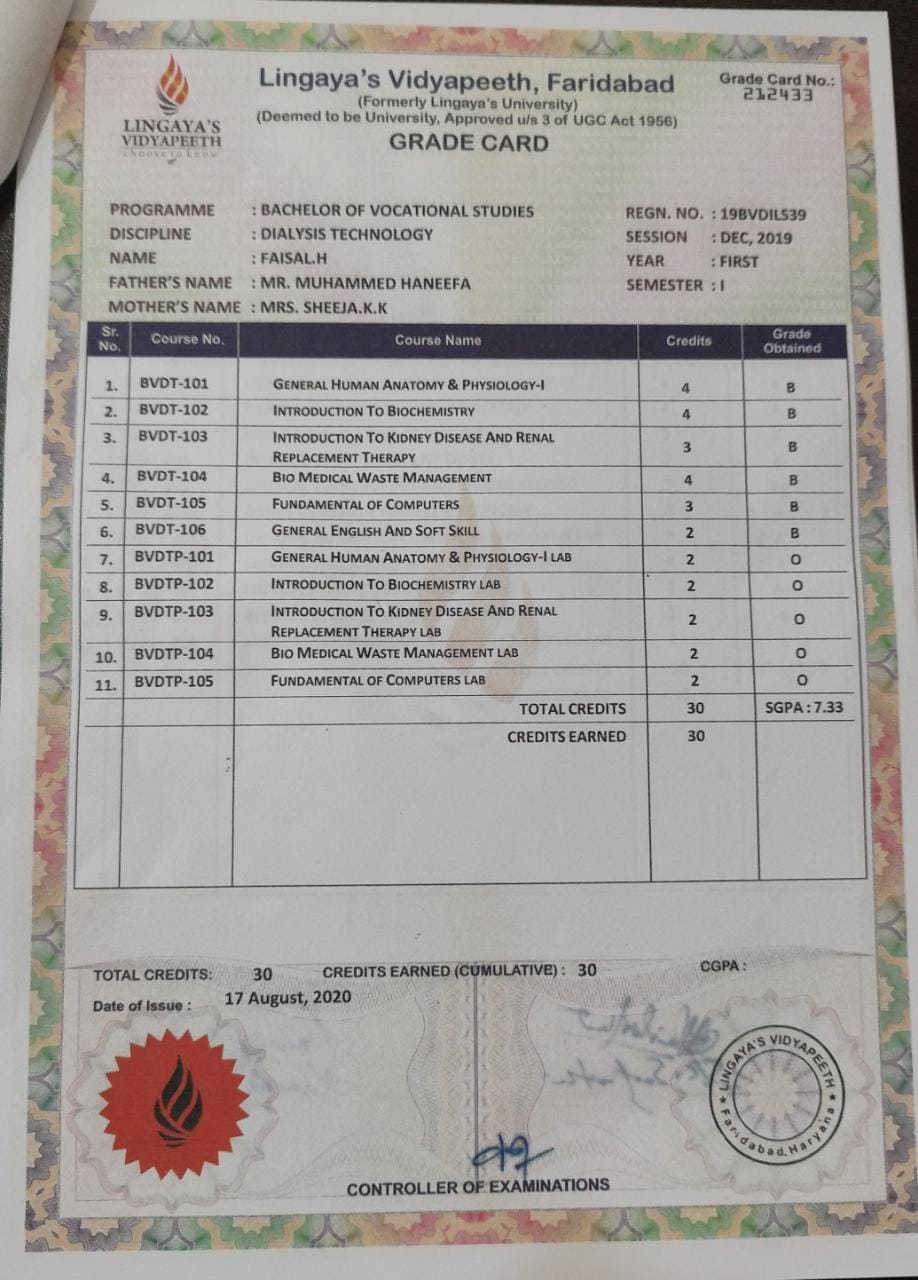 Lingaya's Vidyapeeth, Faridabad
(Formerly Lingaya's University)
(Deemed to be University, Approved u/s 3 of UGC Act 1956)
GRADE CARD
Grade Card No.:
212433
LINGAYA'S
VIDYAPEETH
choose to know
PROGRAMME : BACHELOR OF VOCATIONAL STUDIES
DISCIPLINE : DIALYSIS TECHNOLOGY
NAME : FAISAL.H
FATHER'S NAME : MR. MUHAMMED HANEEFA
MOTHER'S NAME : MRS. SHEEJA.K.K
REGN. NO. : 19BVDILS39
SESSION : DEC, 2019
YEAR : FIRST
SEMESTER : I
Sr. No. Course No. Course Name Credits Grade Obtained
1. BVDT-101 GENERAL HUMAN ANATOMY & PHYSIOLOGY-I 4 B
2. BVDT-102 INTRODUCTION TO BIOCHEMISTRY 4 B
3. BVDT-103 INTRODUCTION TO KIDNEY DISEASE AND RENAL
REPLACEMENT THERAPY 3 B
4. BVDT-104 BIO MEDICAL WASTE MANAGEMENT 4 B
5. BVDT-105 FUNDAMENTAL OF COMPUTERS 3 B
6. BVDT-106 GENERAL ENGLISH AND SOFT SKILL 2 B
7. BVDTP-101 GENERAL HUMAN ANATOMY & PHYSIOLOGY-I LAB 2 O
8. BVDTP-102 INTRODUCTION TO BIOCHEMISTRY LAB 2 O
9. BVDTP-103 INTRODUCTION TO KIDNEY DISEASE AND RENAL
REPLACEMENT THERAPY LAB 2 O
10. BVDTP-104 BIO MEDICAL WASTE MANAGEMENT LAB 2 O
11. BVDTP-105 FUNDAMENTAL OF COMPUTERS LAB 2 O
TOTAL CREDITS 30 SGPA : 7.33
CREDITS EARNED 30
TOTAL CREDITS: 30 CREDITS EARNED (CUMULATIVE) : 30 CGPA :
Date of Issue : 17 August, 2020
LINGAYA'S VIDYAPEETH
Faridabad, Haryana
CONTROLLER OF EXAMINATIONS